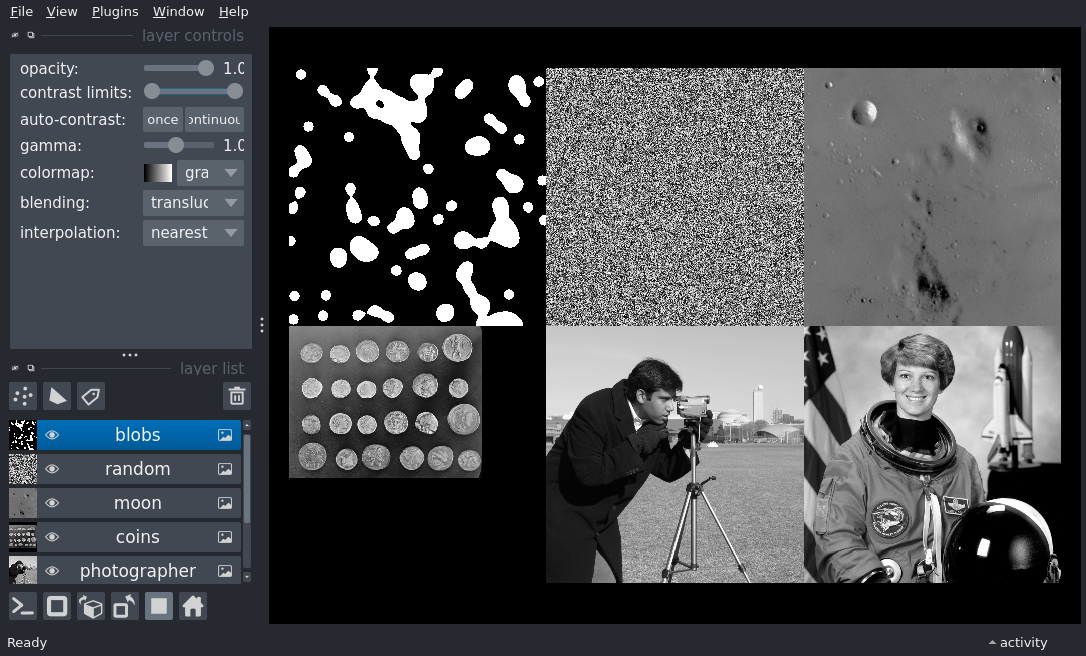 File View Plugins Window Help
layer controls
opacity: 1.0
contrast limits:
auto-contrast: once ontinuou
gamma: 1.0
colormap: gra
blending: transluc
interpolation: nearest
layer list
blobs
random
moon
coins
photographer
Ready
activity